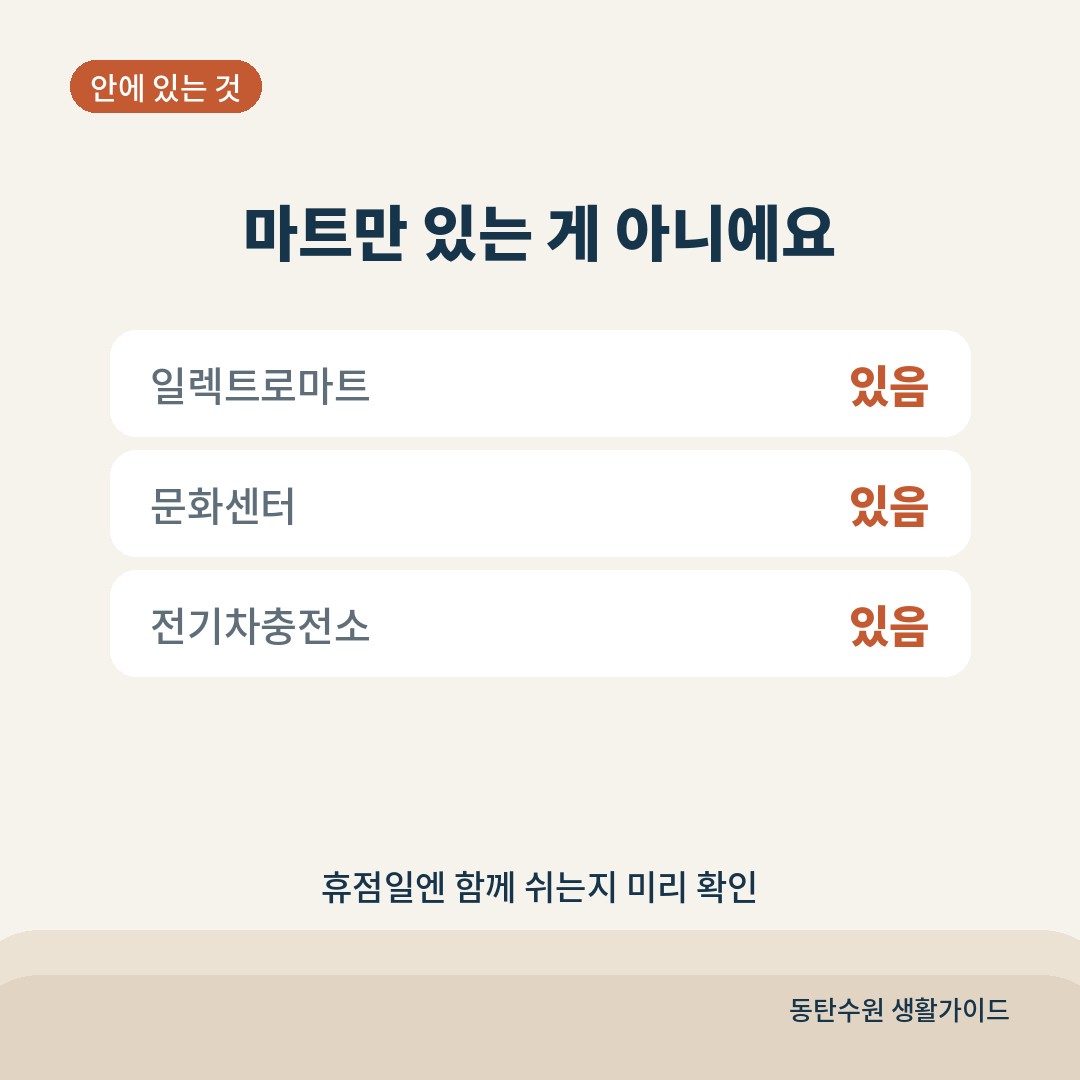 안에 있는 것
마트만 있는 게 아니에요
일렉트로마트 있음
문화센터 있음
전기차충전소 있음
휴점일엔 함께 쉬는지 미리 확인
동탄수원 생활가이드